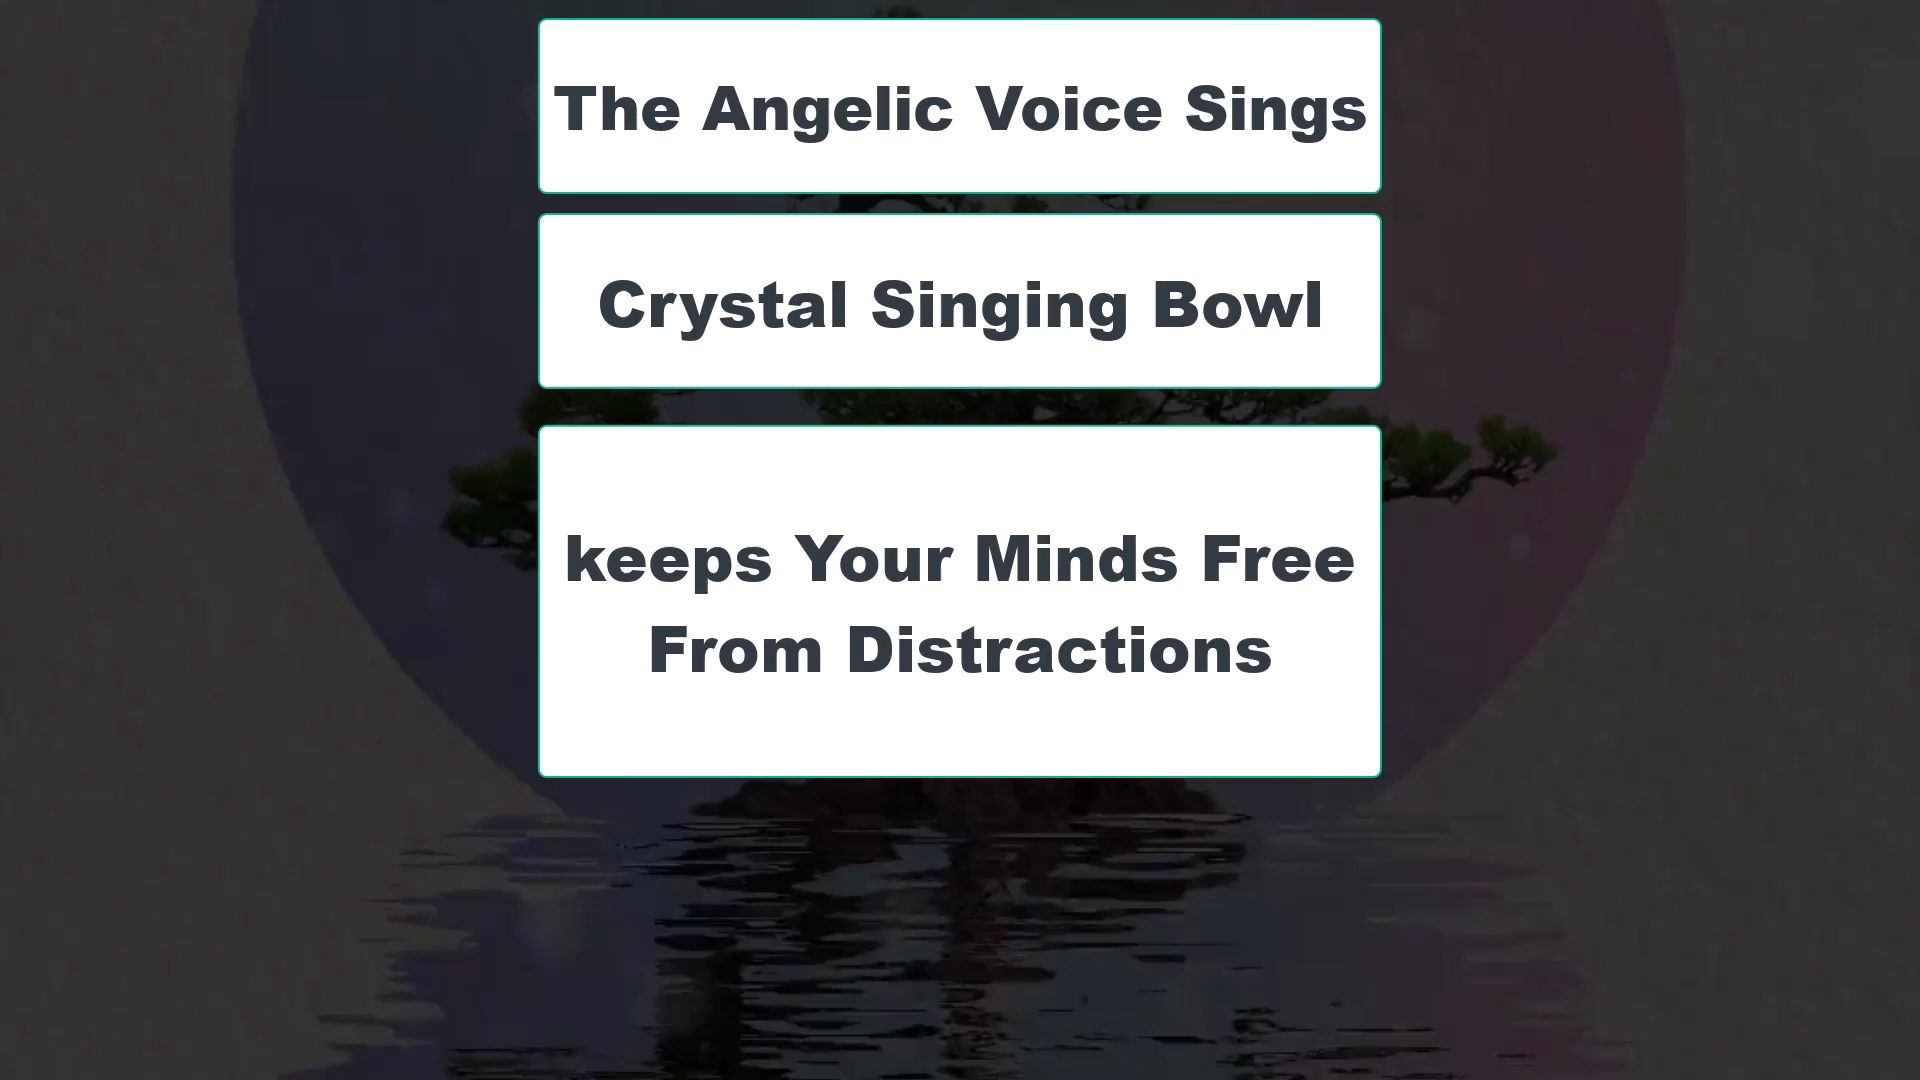 The Angelic Voice Sings
Crystal Singing Bowl
keeps Your Minds Free
From Distractions